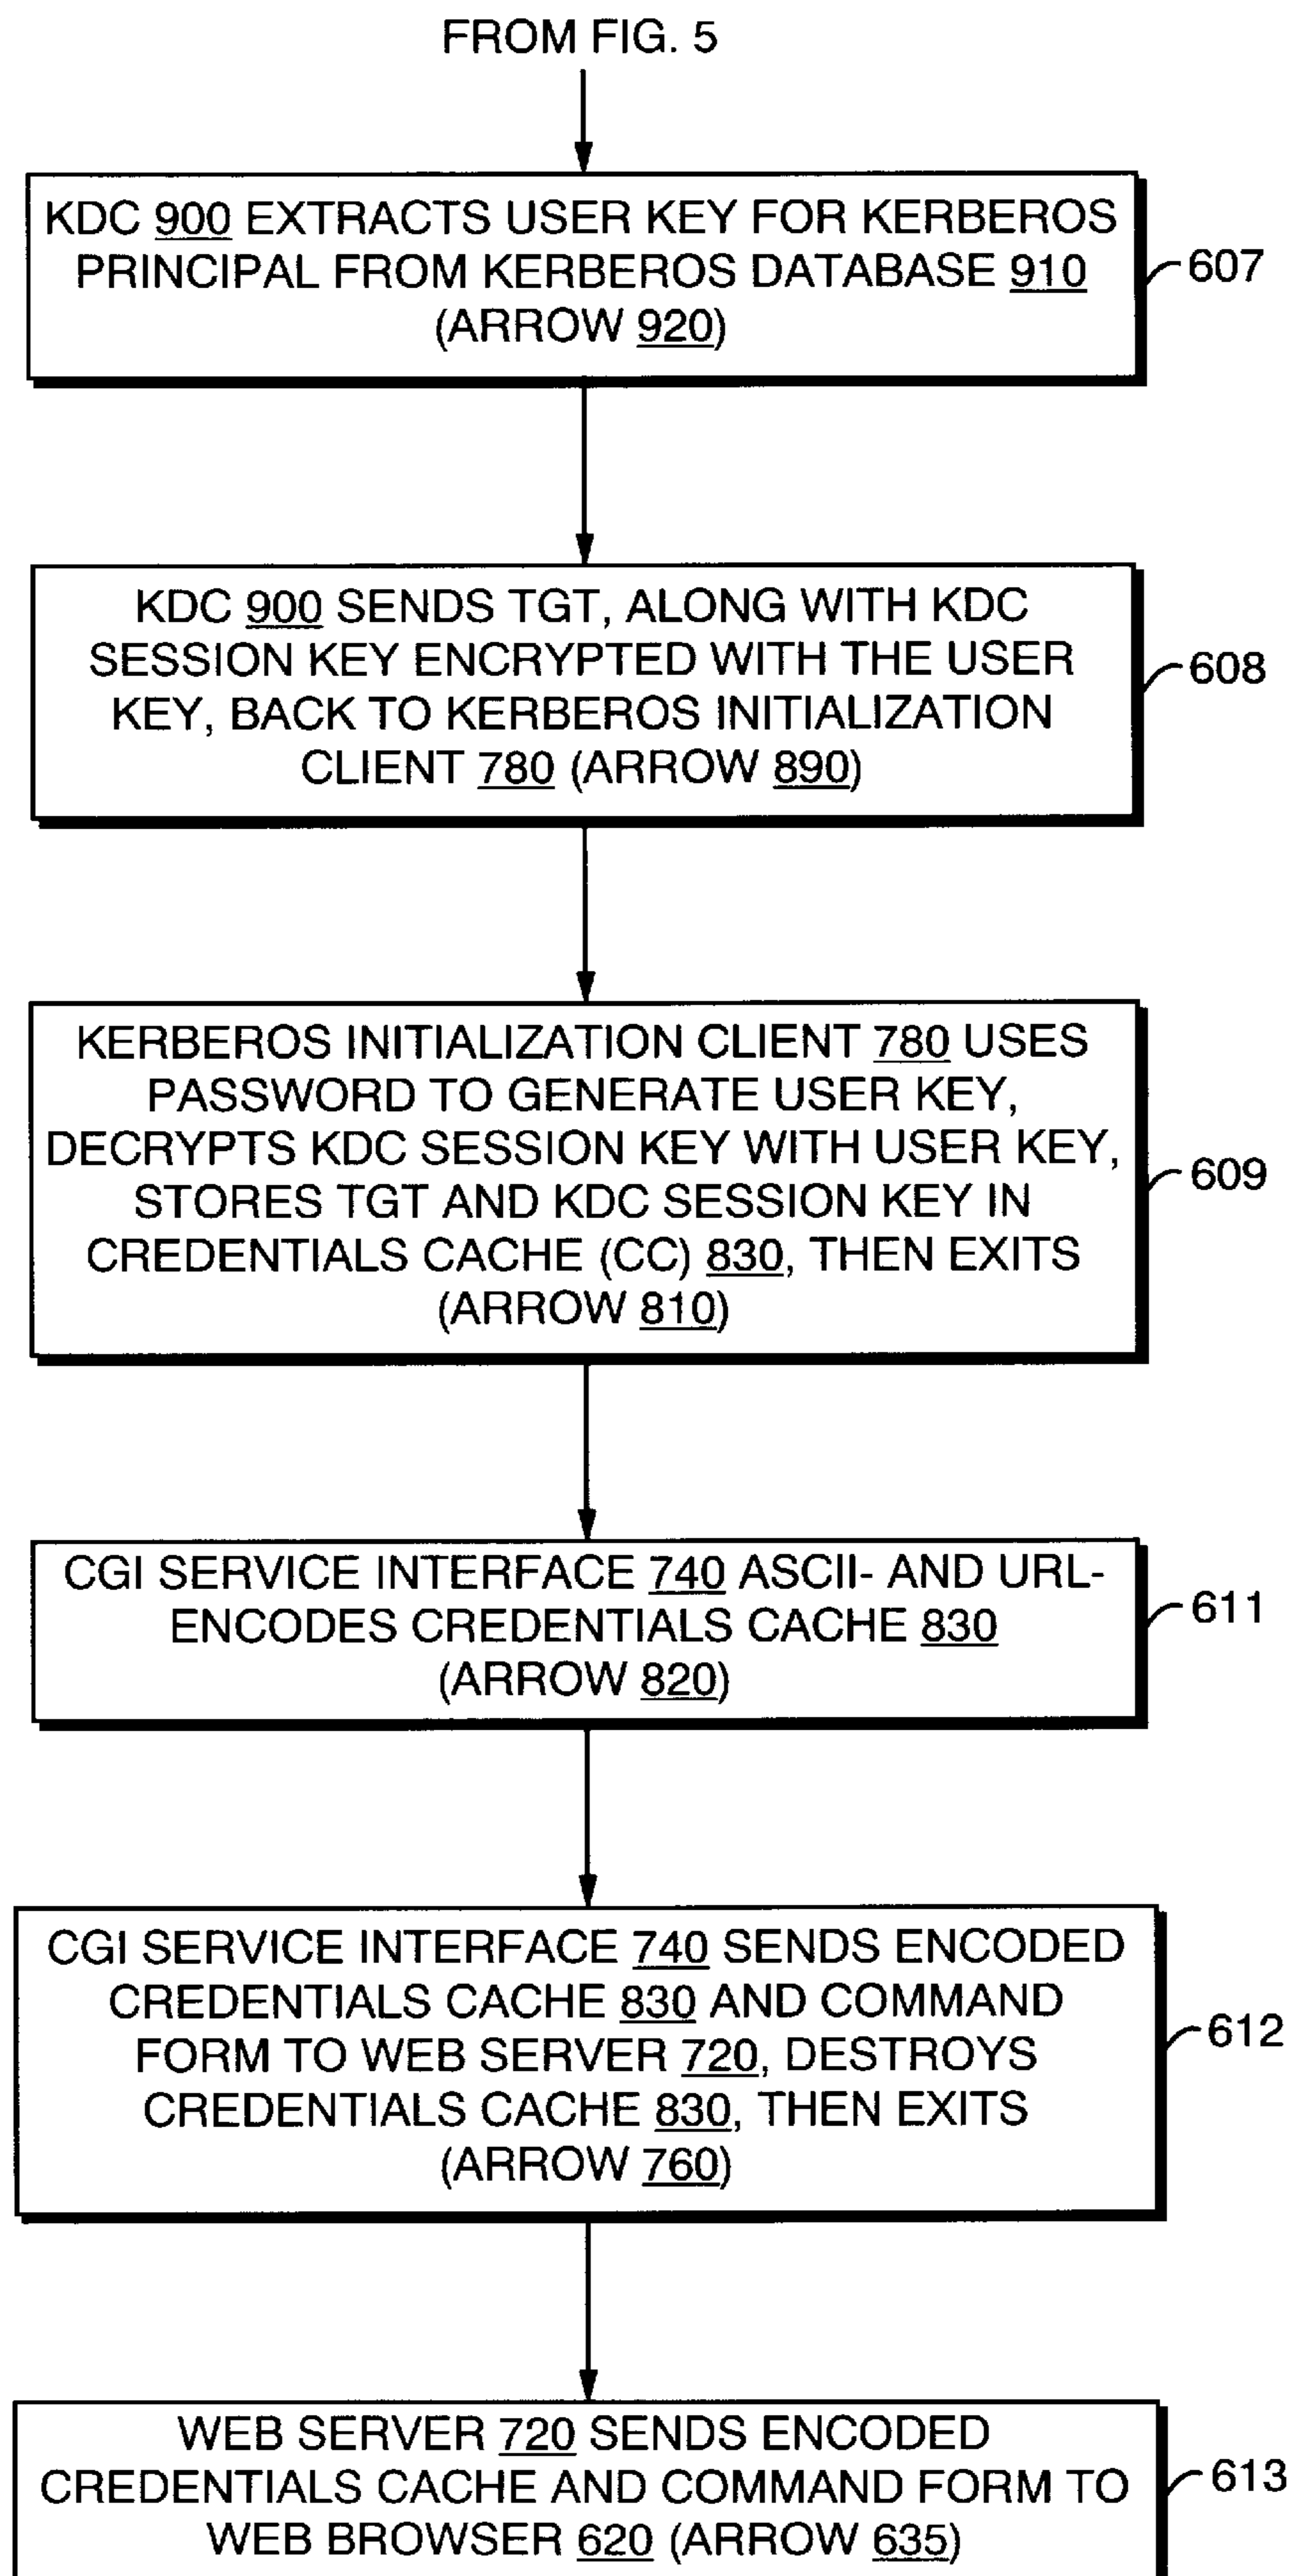 FROM FIG. 5
KDC 900 EXTRACTS USER KEY FOR KERBEROS
PRINCIPAL FROM KERBEROS DATABASE 910
(ARROW 920)
607
KDC 900 SENDS TGT, ALONG WITH KDC
SESSION KEY ENCRYPTED WITH THE USER
KEY, BACK TO KERBEROS INITIALIZATION
CLIENT 780 (ARROW 890)
608
KERBEROS INITIALIZATION CLIENT 780 USES
PASSWORD TO GENERATE USER KEY,
DECRYPTS KDC SESSION KEY WITH USER KEY,
STORES TGT AND KDC SESSION KEY IN
CREDENTIALS CACHE (CC) 830, THEN EXITS
(ARROW 810)
609
CGI SERVICE INTERFACE 740 ASCII- AND URL-
ENCODES CREDENTIALS CACHE 830
(ARROW 820)
611
CGI SERVICE INTERFACE 740 SENDS ENCODED
CREDENTIALS CACHE 830 AND COMMAND
FORM TO WEB SERVER 720, DESTROYS
CREDENTIALS CACHE 830, THEN EXITS
(ARROW 760)
612
WEB SERVER 720 SENDS ENCODED
CREDENTIALS CACHE AND COMMAND FORM TO
WEB BROWSER 620 (ARROW 635)
613